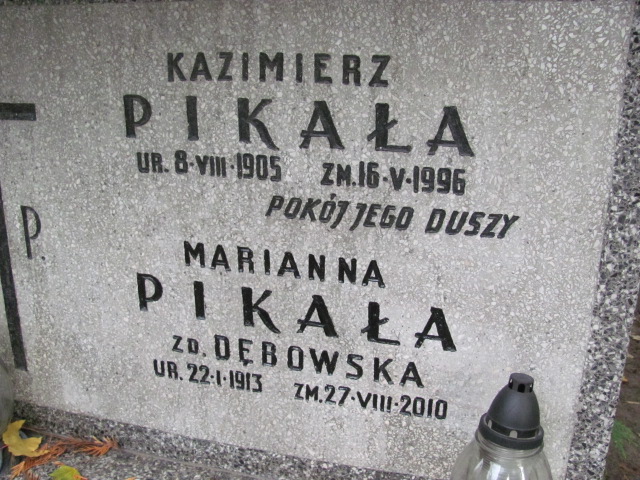 KAZIMIERZ
PIKAŁA
UR. 8·VIII·1905 ZM. 16·V·1996
POKÓJ JEGO DUSZY
P.
MARIANNA
PIKAŁA
ZD. DĘBOWSKA
UR. 22·I·1913 ZM. 27·VIII·2010